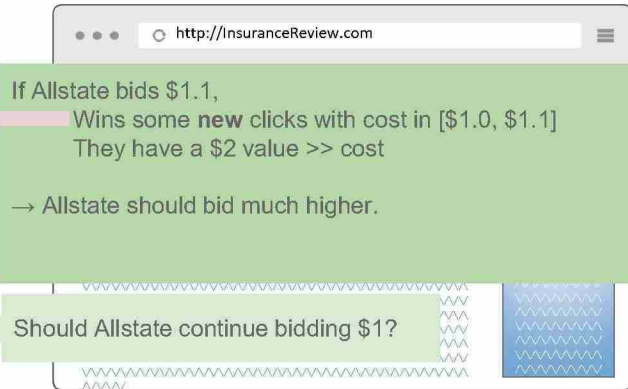 http://InsuranceReview.com
If Allstate bids $1.1,
Wins some new clicks with cost in [$1.0, $1.1]
They have a $2 value >> cost
→ Allstate should bid much higher.
Should Allstate continue bidding $1?